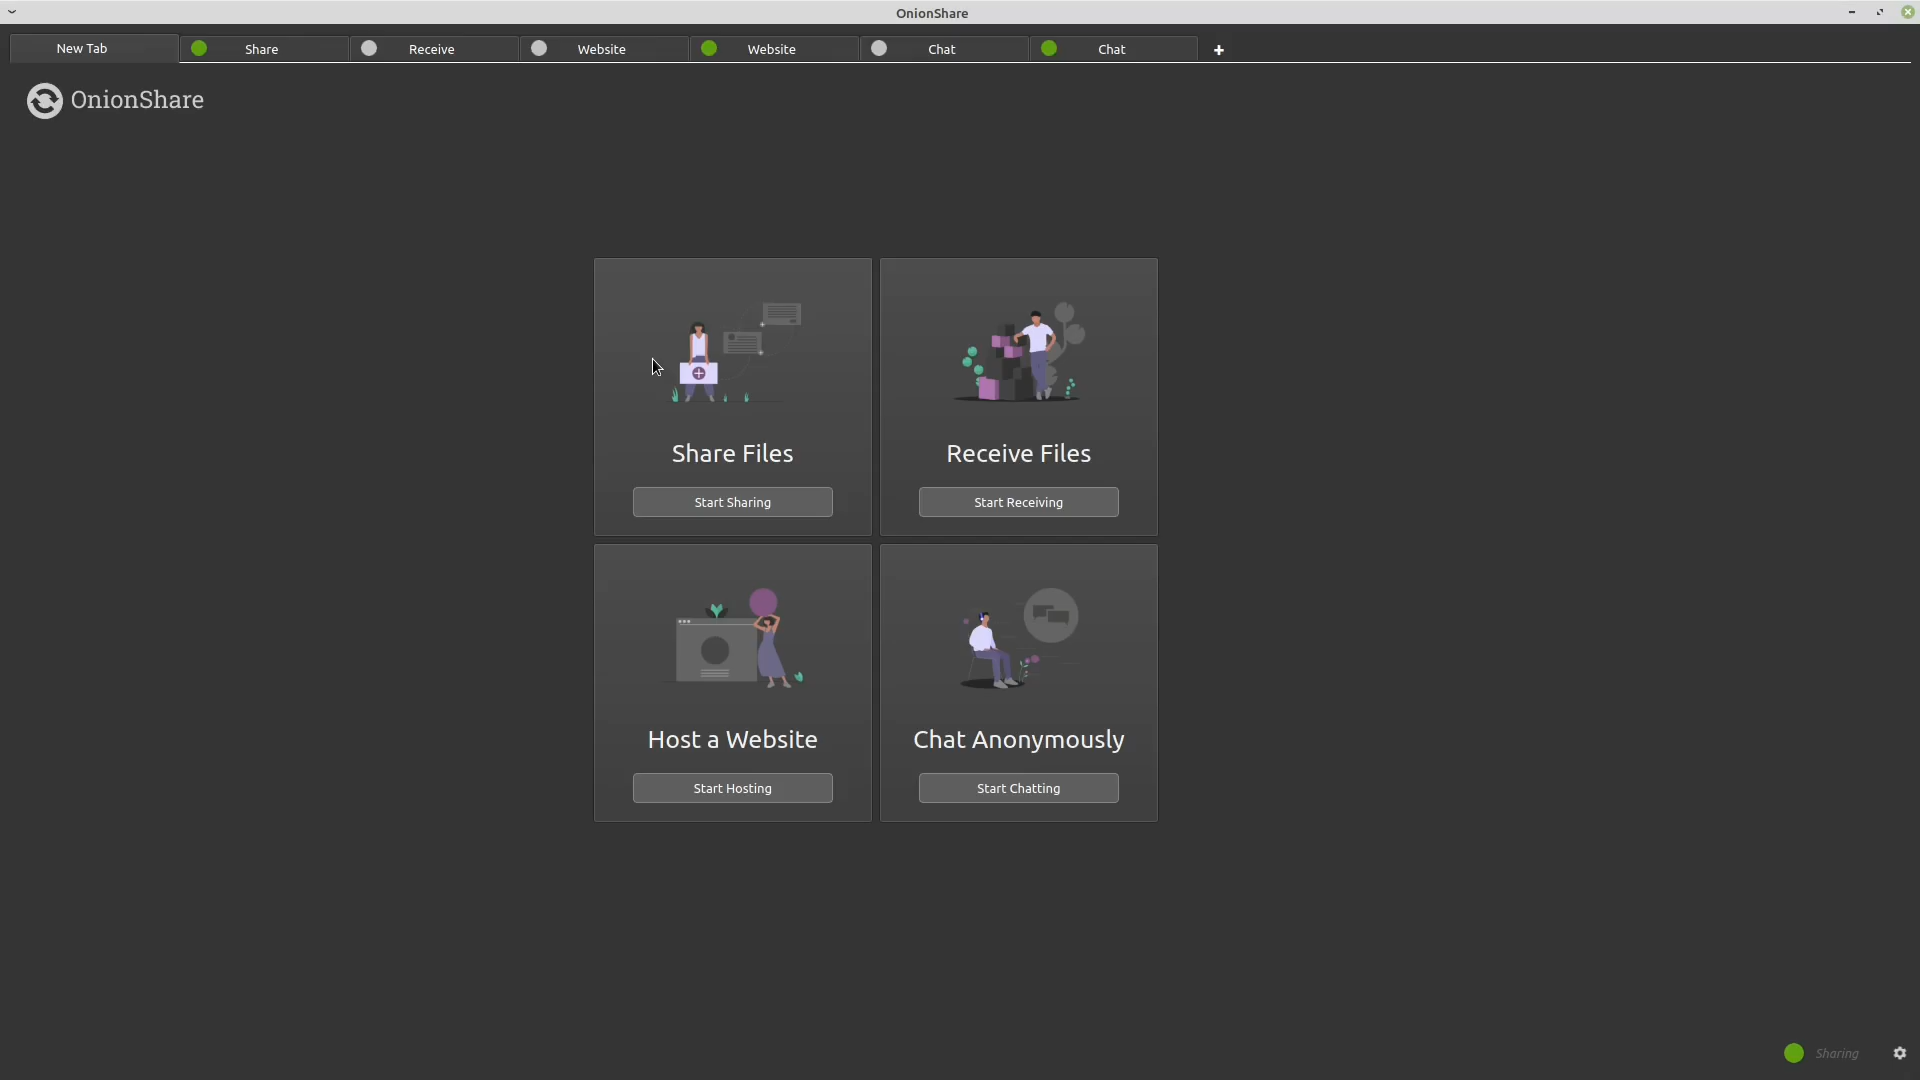 OnionShare
New Tab
Share
Receive
Website
Website
Chat
Chat
OnionShare
Share Files
Start Sharing
Receive Files
Start Receiving
Host a Website
Start Hosting
Chat Anonymously
Start Chatting
Sharing